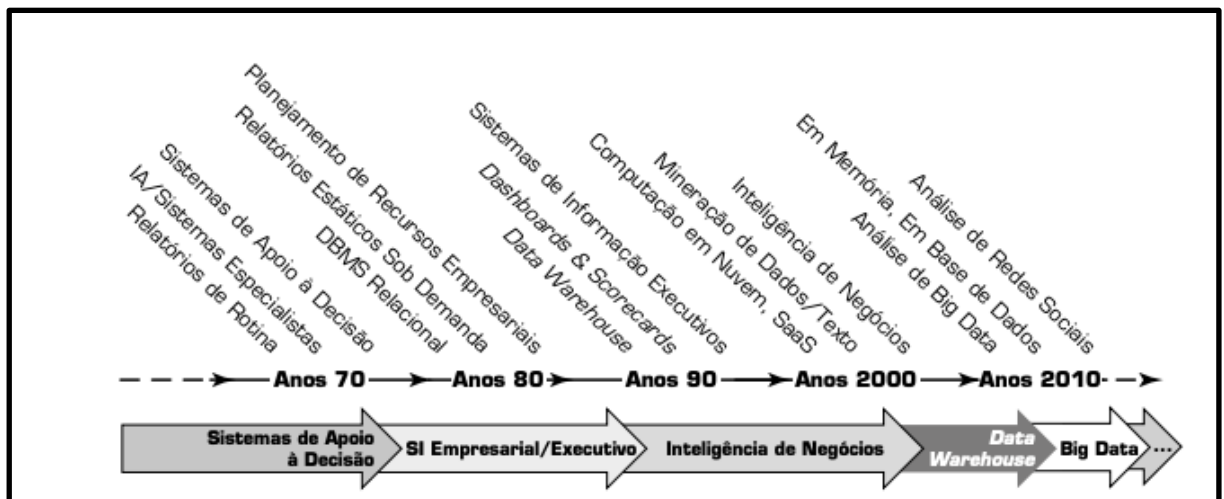 Relatórios de Rotina
IA/Sistemas Especialistas
Sistemas de Apoio à Decisão
DBMS Relacional
Relatórios Estáticos Sob Demanda
Planejamento de Recursos Empresariais
Data Warehouse
Dashboards & Scorecards
Sistemas de Informação Executivos
Computação em Nuvem, SaaS
Mineração de Dados/Texto
Inteligência de Negócios
Análise de Big Data
Em Memória, Em Base de Dados
Análise de Redes Sociais
Anos 70
Anos 80
Anos 90
Anos 2000
Anos 2010
Sistemas de Apoio
à Decisão
SI Empresarial/Executivo
Inteligência de Negócios
Data
Warehouse
Big Data
...